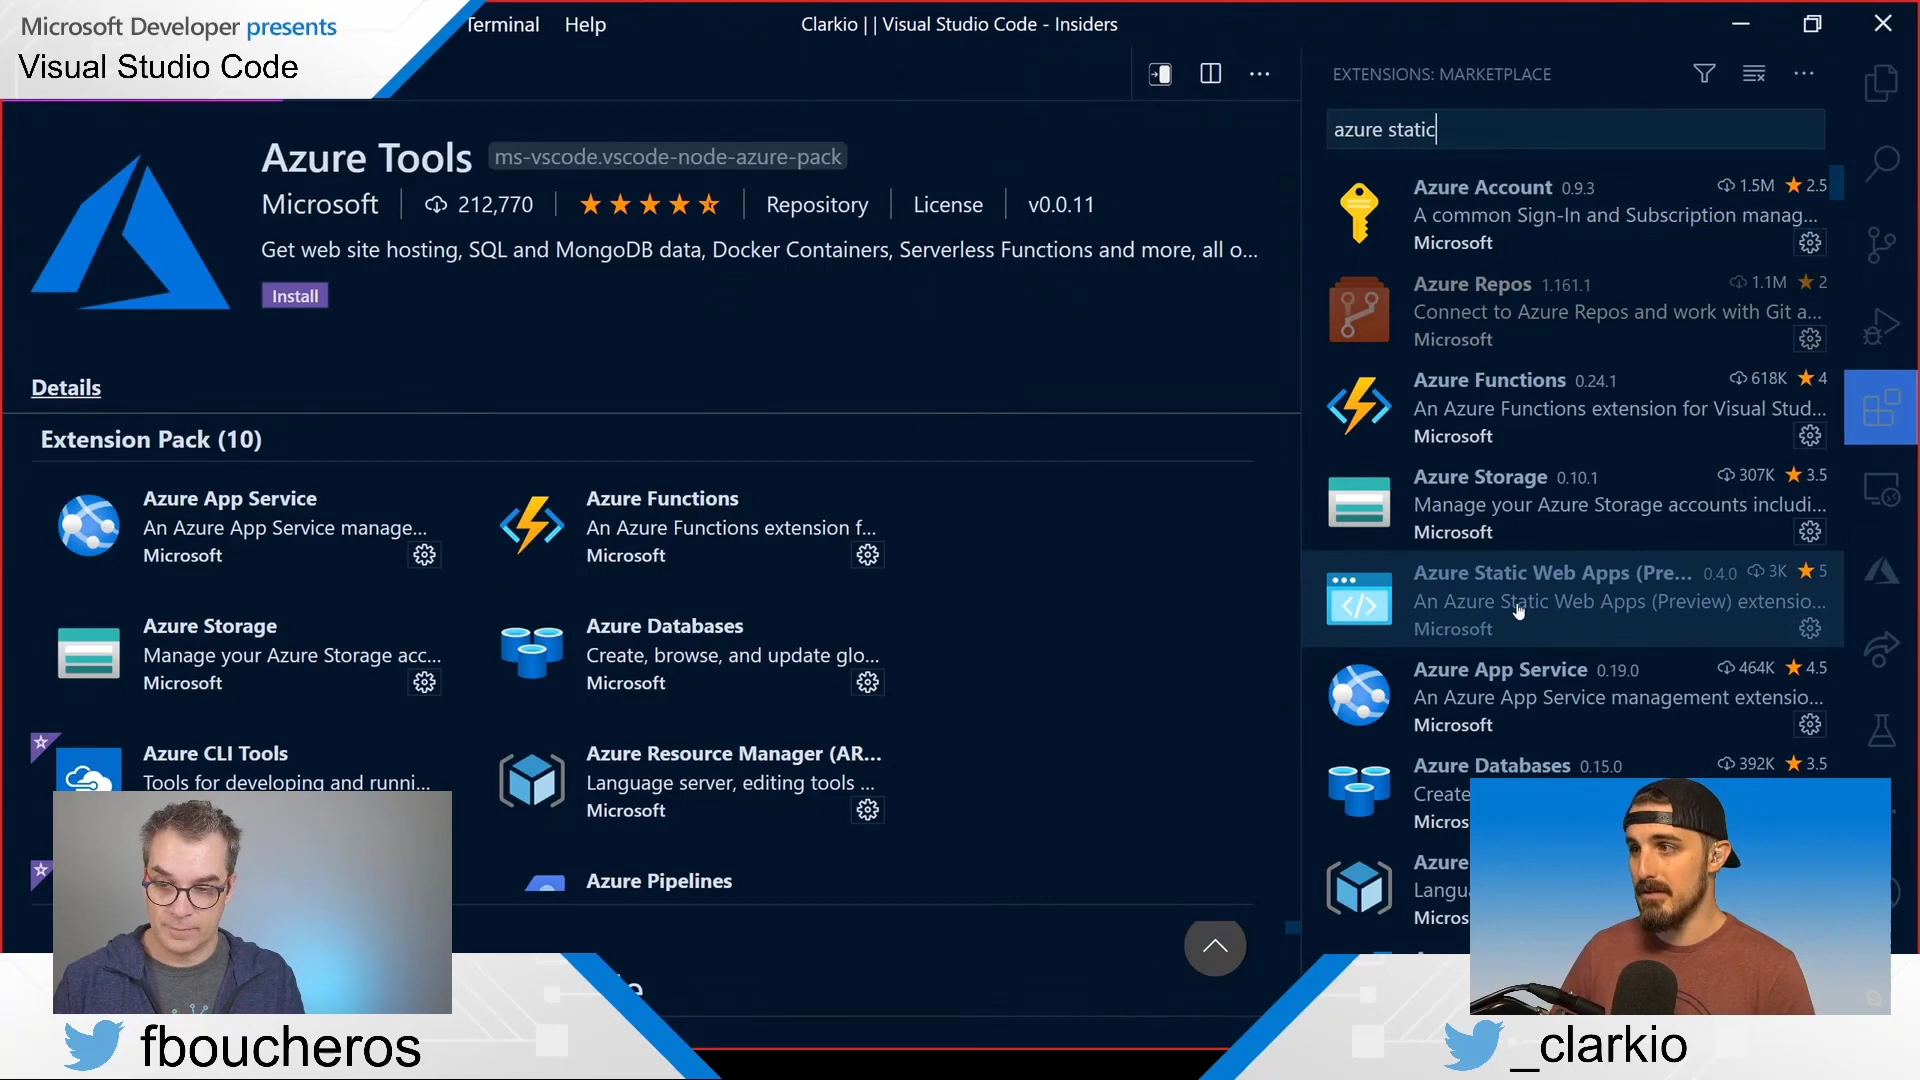 Microsoft Developer presents
Visual Studio Code
Terminal Help
Clarkio || Visual Studio Code - Insiders
EXTENSIONS: MARKETPLACE
azure static
Azure Tools ms-vscode.vscode-node-azure-pack
Microsoft 212,770 Repository License v0.0.11
Get web site hosting, SQL and MongoDB data, Docker Containers, Serverless Functions and more, all o...
Install
Details
Extension Pack (10)
Azure App Service
An Azure App Service manage...
Microsoft
Azure Functions
An Azure Functions extension f...
Microsoft
Azure Storage
Manage your Azure Storage acc...
Microsoft
Azure Databases
Create, browse, and update glo...
Microsoft
Azure CLI Tools
Tools for developing and runni...
Azure Resource Manager (AR...
Language server, editing tools ...
Microsoft
Azure Pipelines
Azure Account 0.9.3 1.5M 2.5
A common Sign-In and Subscription manag...
Microsoft
Azure Repos 1.161.1 1.1M 2
Connect to Azure Repos and work with Git a...
Microsoft
Azure Functions 0.24.1 618K 4
An Azure Functions extension for Visual Stud...
Microsoft
Azure Storage 0.10.1 307K 3.5
Manage your Azure Storage accounts includi...
Microsoft
Azure Static Web Apps (Pre... 0.4.0 3K 5
An Azure Static Web Apps (Preview) extensio...
Microsoft
Azure App Service 0.19.0 464K 4.5
An Azure App Service management extensio...
Microsoft
Azure Databases 0.15.0 392K 3.5
Create
Micros
Azure
Langu
Micros
fboucheros
_clarkio